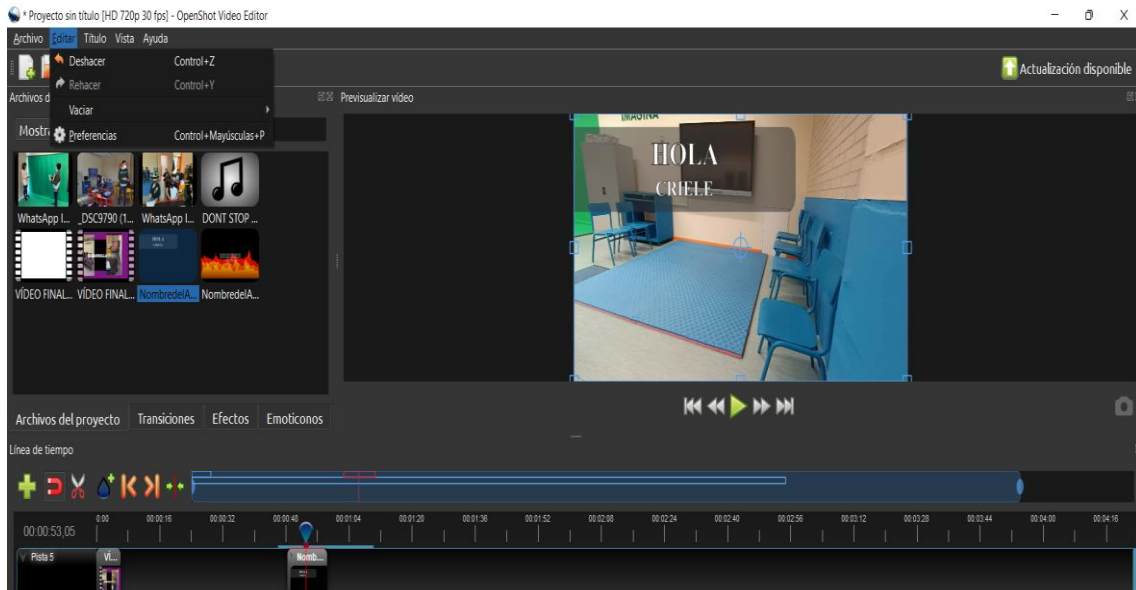 * Proyecto sin título [HD 720p 30 fps] - OpenShot Video Editor
Archivo Editar Título Vista Ayuda
Deshacer Control+Z
Actualización disponible
Rehacer Control+Y
Archivos d
Previsualizar vídeo
Vaciar
Mostr
Preferencias Control+Mayúsculas+P
IMAGINA
HOLA
CRIELE
WhatsApp I... _DSC9790 (1... WhatsApp I... DONT STOP ...
VÍDEO FINAL... VÍDEO FINAL... NombredelA... NombredelA...
Archivos del proyecto Transiciones Efectos Emoticonos
Línea de tiempo
00:00:53,05
0:00 00:00:16 00:00:32 00:00:48 00:01:04 00:01:20 00:01:36 00:01:52 00:02:08 00:02:24 00:02:40 00:02:56 00:03:12 00:03:28 00:03:44 00:04:00 00:04:16
Pista 5 VÍ... Nomb...